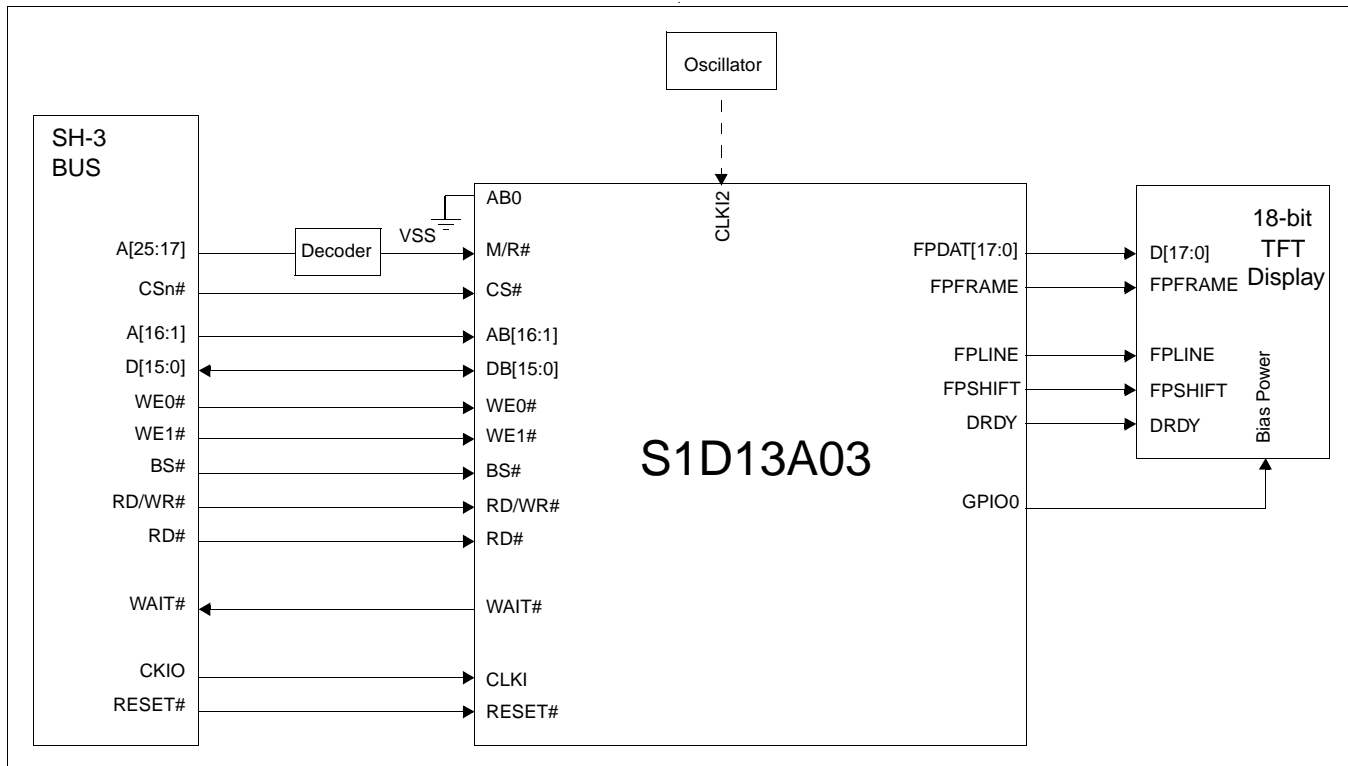 Oscillator
SH-3
BUS
AB0
VSS
CLKI2
18-bit
TFT
Display
A[25:17]
Decoder
M/R#
FPDAT[17:0]
D[17:0]
CSn#
CS#
FPFRAME
FPFRAME
A[16:1]
AB[16:1]
FPLINE
FPLINE
D[15:0]
DB[15:0]
FPSHIFT
FPSHIFT
WE0#
WE0#
DRDY
DRDY
Bias Power
WE1#
WE1#
S1D13A03
BS#
BS#
RD/WR#
RD/WR#
GPIO0
RD#
RD#
WAIT#
WAIT#
CKIO
CLKI
RESET#
RESET#